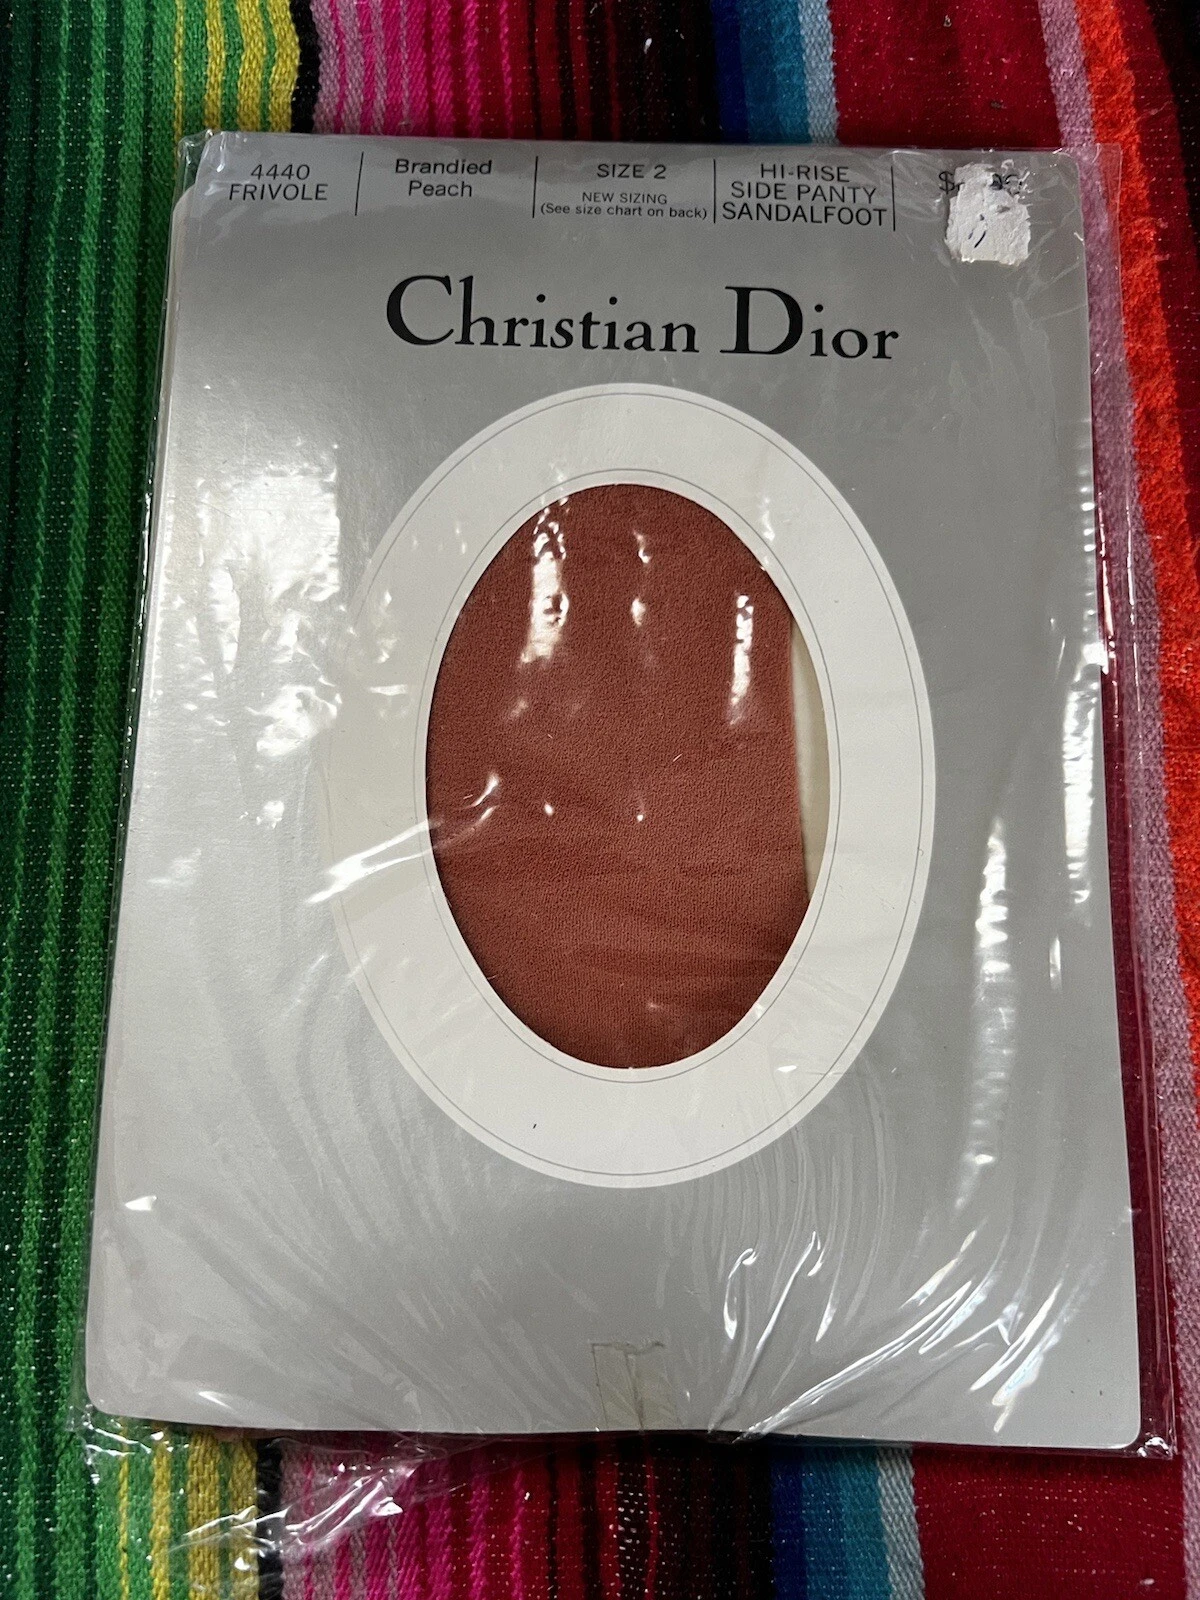 4440
FRIVOLE
Brandied
Peach
SIZE 2
NEW SIZING
(See size chart on back)
HI-RISE
SIDE PANTY
SANDALFOOT
Christian Dior